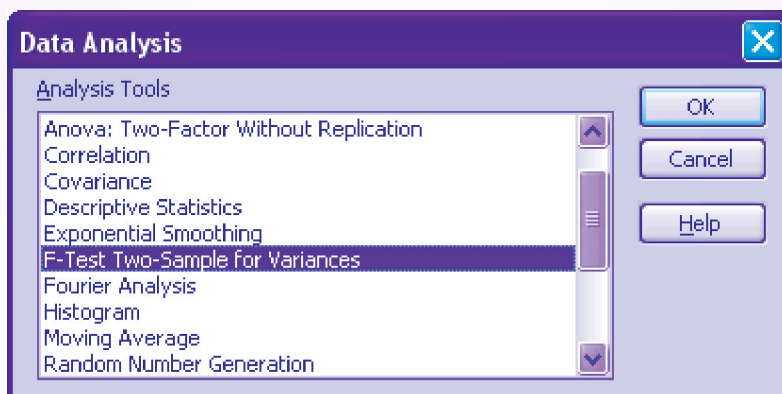 Data Analysis
Analysis Tools
Anova: Two-Factor Without Replication
Correlation
Covariance
Descriptive Statistics
Exponential Smoothing
F-Test Two-Sample for Variances
Fourier Analysis
Histogram
Moving Average
Random Number Generation
OK
Cancel
Help